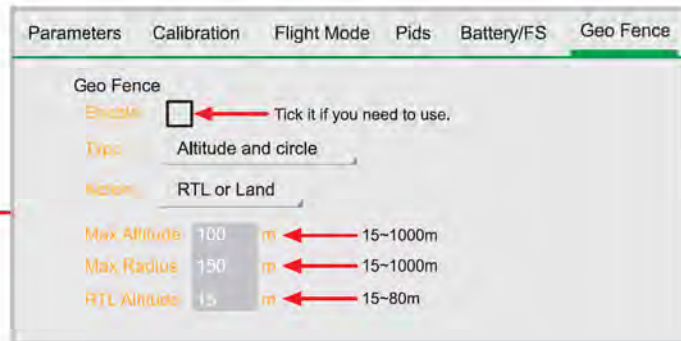 Parameters Calibration Flight Mode Pids Battery/FS Geo Fence
Geo Fence
Enable Tick it if you need to use.
Type Altitude and circle
Action RTL or Land
Max Altitude 100 m 15~1000m
Max Radius 150 m 15~1000m
RTL Altitude 15 m 15~80m